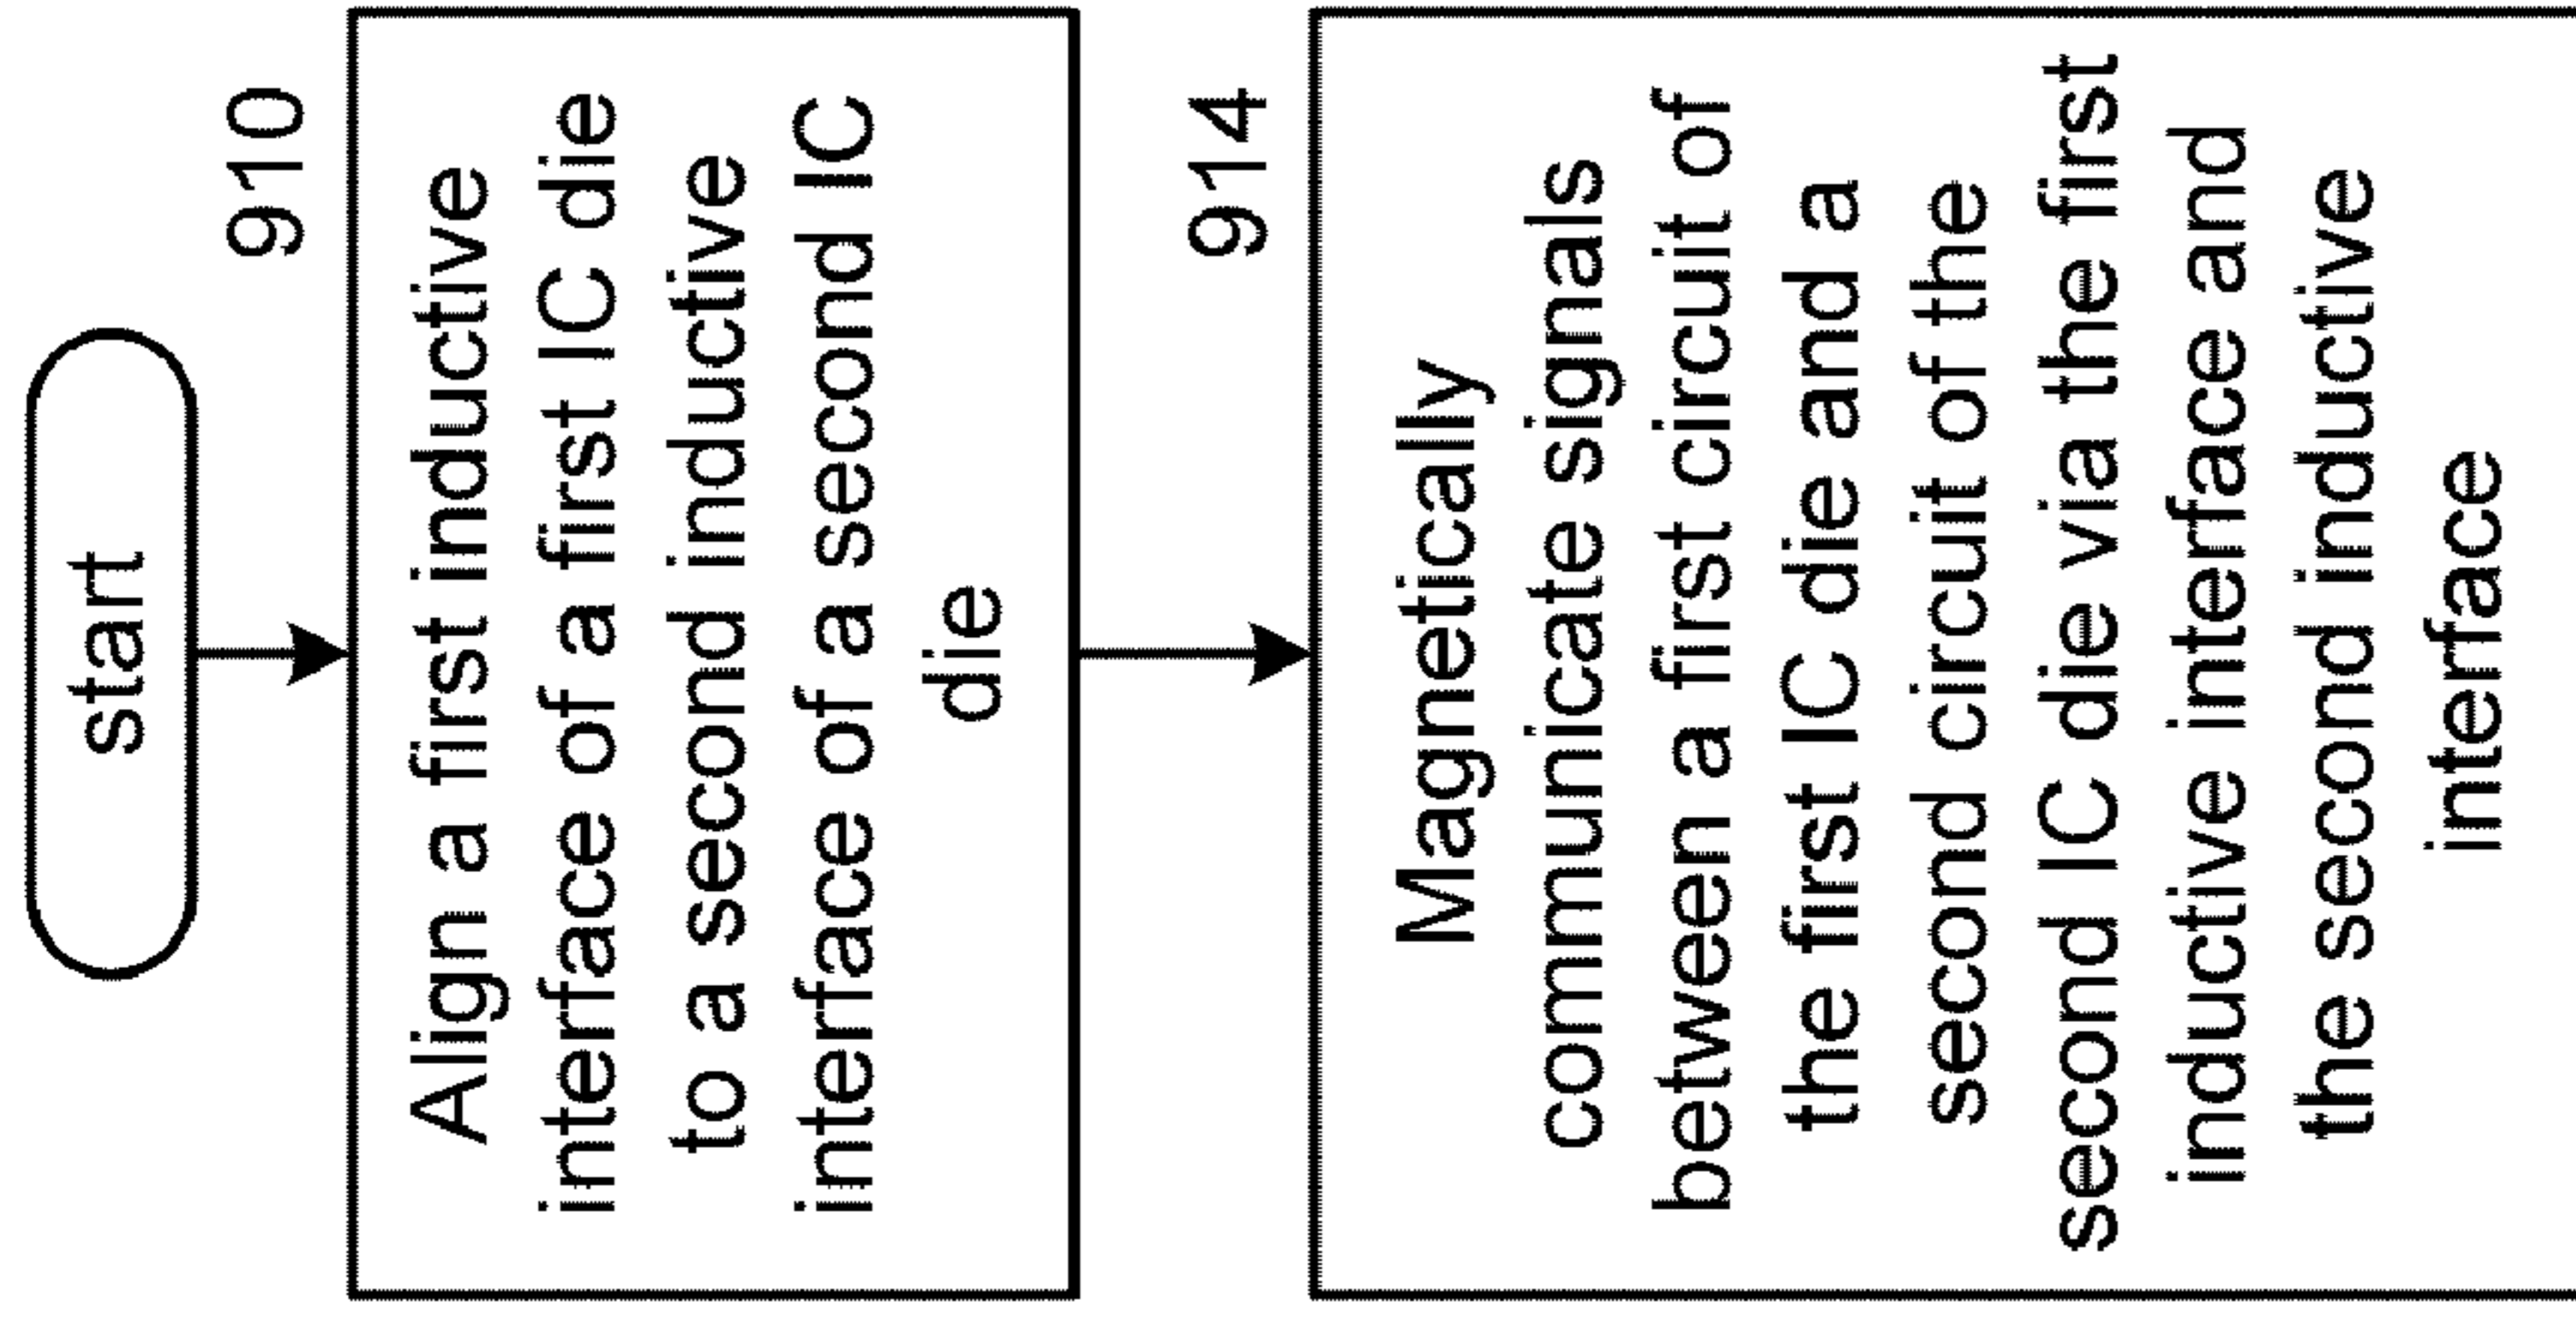 start
910
Align a first inductive
interface of a first IC die
to a second inductive
interface of a second IC
die
914
Magnetically
communicate signals
between a first circuit of
the first IC die and a
second circuit of the
second IC die via the first
inductive interface and
the second inductive
interface